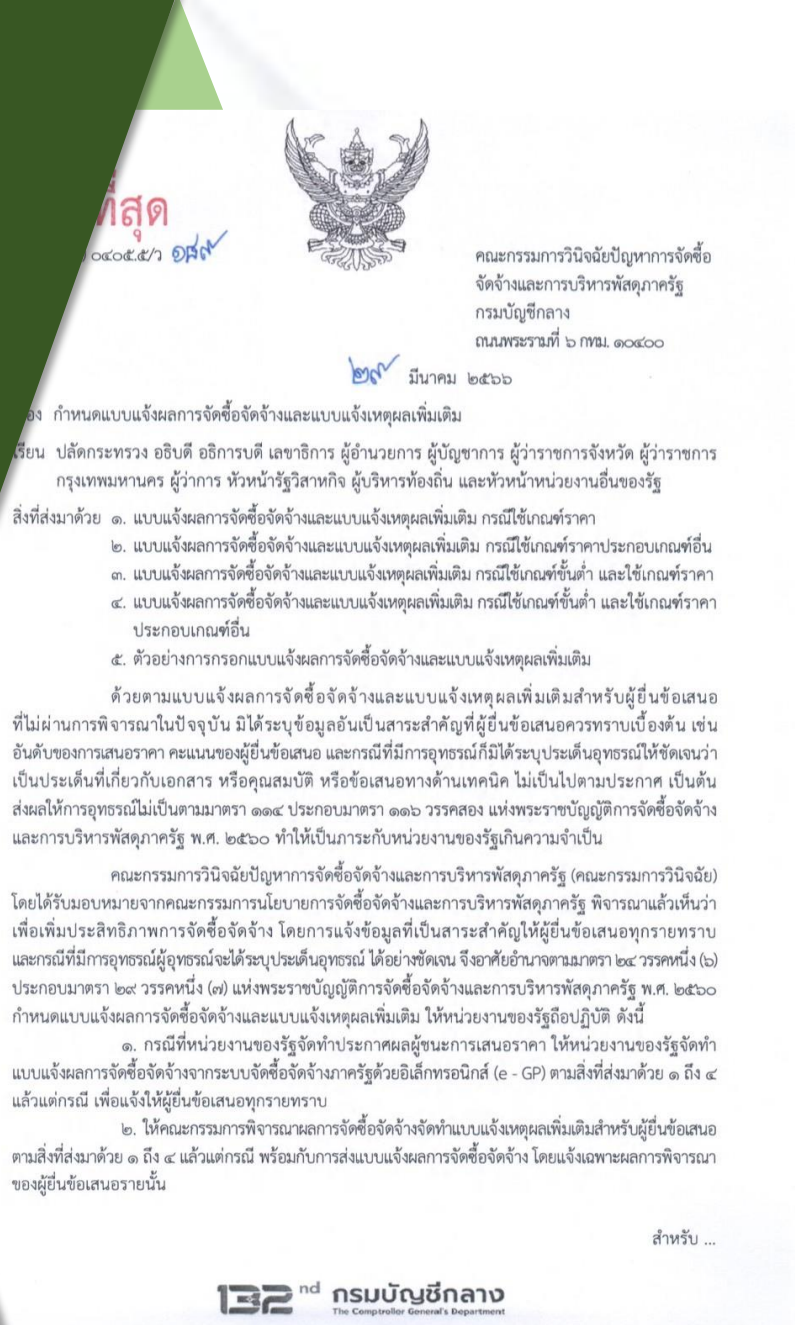 ที่สุด
๐๔๐๕.๕/ว ๑๘๙
คณะกรรมการวินิจฉัยปัญหาการจัดซื้อ
จัดจ้างและการบริหารพัสดุภาครัฐ
กรมบัญชีกลาง
ถนนพระรามที่ ๖ กทม. ๑๐๔๐๐
๒๙ มีนาคม ๒๕๖๖
กำหนดแบบแจ้งผลการจัดซื้อจัดจ้างและแบบแจ้งเหตุผลเพิ่มเติม
เรียน ปลัดกระทรวง อธิบดี อธิการบดี เลขาธิการ ผู้อำนวยการ ผู้บัญชาการ ผู้ว่าราชการจังหวัด ผู้ว่าราชการ
กรุงเทพมหานคร ผู้ว่าการ หัวหน้ารัฐวิสาหกิจ ผู้บริหารท้องถิ่น และหัวหน้าหน่วยงานอื่นของรัฐ
สิ่งที่ส่งมาด้วย ๑. แบบแจ้งผลการจัดซื้อจัดจ้างและแบบแจ้งเหตุผลเพิ่มเติม กรณีใช้เกณฑ์ราคา
๒. แบบแจ้งผลการจัดซื้อจัดจ้างและแบบแจ้งเหตุผลเพิ่มเติม กรณีใช้เกณฑ์ราคาประกอบเกณฑ์อื่น
๓. แบบแจ้งผลการจัดซื้อจัดจ้างและแบบแจ้งเหตุผลเพิ่มเติม กรณีใช้เกณฑ์ขั้นต่ำ และใช้เกณฑ์ราคา
๔. แบบแจ้งผลการจัดซื้อจัดจ้างและแบบแจ้งเหตุผลเพิ่มเติม กรณีใช้เกณฑ์ขั้นต่ำ และใช้เกณฑ์ราคา
ประกอบเกณฑ์อื่น
๕. ตัวอย่างการกรอกแบบแจ้งผลการจัดซื้อจัดจ้างและแบบแจ้งเหตุผลเพิ่มเติม
ด้วยตามแบบแจ้งผลการจัดซื้อจัดจ้างและแบบแจ้งเหตุผลเพิ่มเติมสำหรับผู้ยื่นข้อเสนอ
ที่ไม่ผ่านการพิจารณาในปัจจุบัน มิได้ระบุข้อมูลอันเป็นสาระสำคัญที่ผู้ยื่นข้อเสนอควรทราบเบื้องต้น เช่น
อันดับของการเสนอราคา คะแนนของผู้ยื่นข้อเสนอ และกรณีที่มีการอุทธรณ์ก็มิได้ระบุประเด็นอุทธรณ์ให้ชัดเจนว่า
เป็นประเด็นที่เกี่ยวกับเอกสาร หรือคุณสมบัติ หรือข้อเสนอทางด้านเทคนิค ไม่เป็นไปตามประกาศ เป็นต้น
ส่งผลให้การอุทธรณ์ไม่เป็นตามมาตรา ๑๑๔ ประกอบมาตรา ๑๑๖ วรรคสอง แห่งพระราชบัญญัติการจัดซื้อจัดจ้าง
และการบริหารพัสดุภาครัฐ พ.ศ. ๒๕๖๐ ทำให้เป็นภาระกับหน่วยงานของรัฐเกินความจำเป็น
คณะกรรมการวินิจฉัยปัญหาการจัดซื้อจัดจ้างและการบริหารพัสดุภาครัฐ (คณะกรรมการวินิจฉัย)
โดยได้รับมอบหมายจากคณะกรรมการนโยบายการจัดซื้อจัดจ้างและการบริหารพัสดุภาครัฐ พิจารณาแล้วเห็นว่า
เพื่อเพิ่มประสิทธิภาพการจัดซื้อจัดจ้าง โดยการแจ้งข้อมูลที่เป็นสาระสำคัญให้ผู้ยื่นข้อเสนอทุกรายทราบ
และกรณีที่มีการอุทธรณ์ผู้อุทธรณ์จะได้ระบุประเด็นอุทธรณ์ ได้อย่างชัดเจน จึงอาศัยอำนาจตามมาตรา ๒๔ วรรคหนึ่ง (๖)
ประกอบมาตรา ๒๙ วรรคหนึ่ง (๗) แห่งพระราชบัญญัติการจัดซื้อจัดจ้างและการบริหารพัสดุภาครัฐ พ.ศ. ๒๕๖๐
กำหนดแบบแจ้งผลการจัดซื้อจัดจ้างและแบบแจ้งเหตุผลเพิ่มเติม ให้หน่วยงานของรัฐถือปฏิบัติ ดังนี้
๑. กรณีที่หน่วยงานของรัฐจัดทำประกาศผลผู้ชนะการเสนอราคา ให้หน่วยงานของรัฐจัดทำ
แบบแจ้งผลการจัดซื้อจัดจ้างจากระบบจัดซื้อจัดจ้างภาครัฐด้วยอิเล็กทรอนิกส์ (e - GP) ตามสิ่งที่ส่งมาด้วย ๑ ถึง ๔
แล้วแต่กรณี เพื่อแจ้งให้ผู้ยื่นข้อเสนอทุกรายทราบ
๒. ให้คณะกรรมการพิจารณาผลการจัดซื้อจัดจ้างจัดทำแบบแจ้งเหตุผลเพิ่มเติมสำหรับผู้ยื่นข้อเสนอ
ตามสิ่งที่ส่งมาด้วย ๑ ถึง ๔ แล้วแต่กรณี พร้อมกับการส่งแบบแจ้งผลการจัดซื้อจัดจ้าง โดยแจ้งเฉพาะผลการพิจารณา
ของผู้ยื่นข้อเสนอรายนั้น
สำหรับ ...
132 nd กรมบัญชีกลาง
The Comptroller General's Department